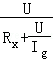 U
R_x + U
I_g